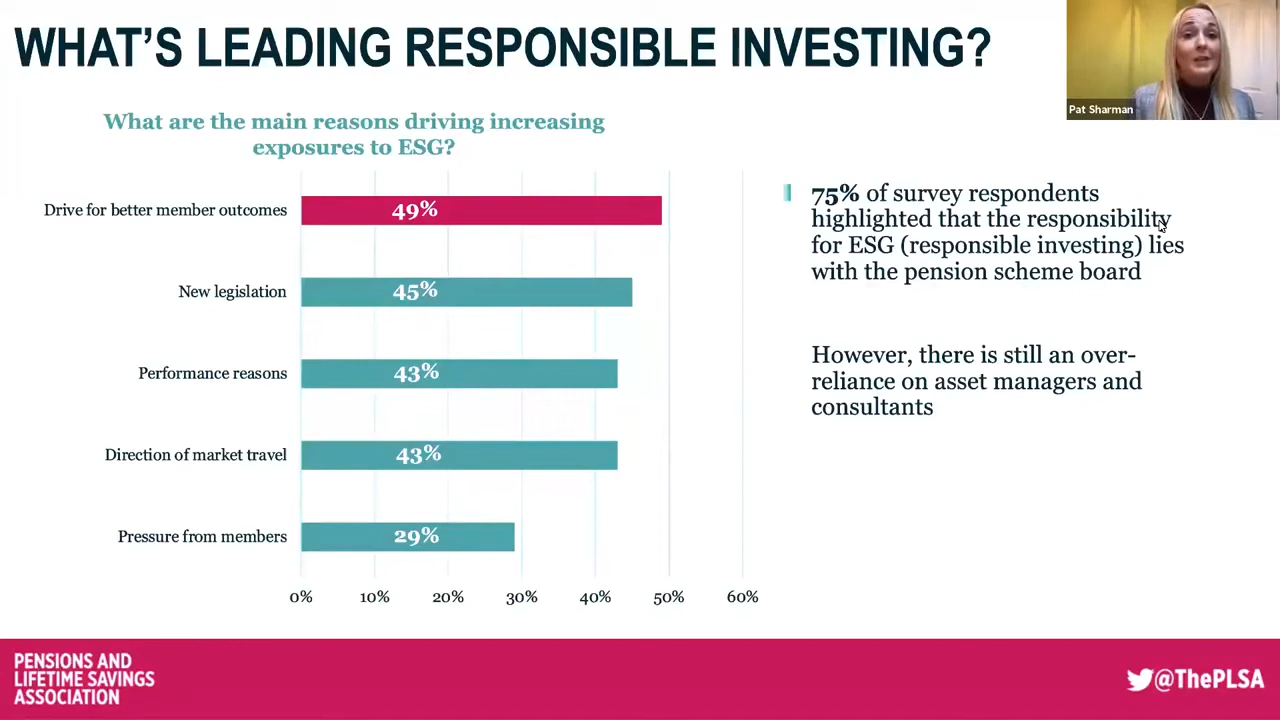 WHAT'S LEADING RESPONSIBLE INVESTING?
Pat Sharman
What are the main reasons driving increasing
exposures to ESG?
Drive for better member outcomes
49%
New legislation
45%
Performance reasons
43%
Direction of market travel
43%
Pressure from members
29%
0% 10% 20% 30% 40% 50% 60%
75% of survey respondents
highlighted that the responsibility
for ESG (responsible investing) lies
with the pension scheme board
However, there is still an over-
reliance on asset managers and
consultants
PENSIONS AND
LIFETIME SAVINGS
ASSOCIATION
@ThePLSA